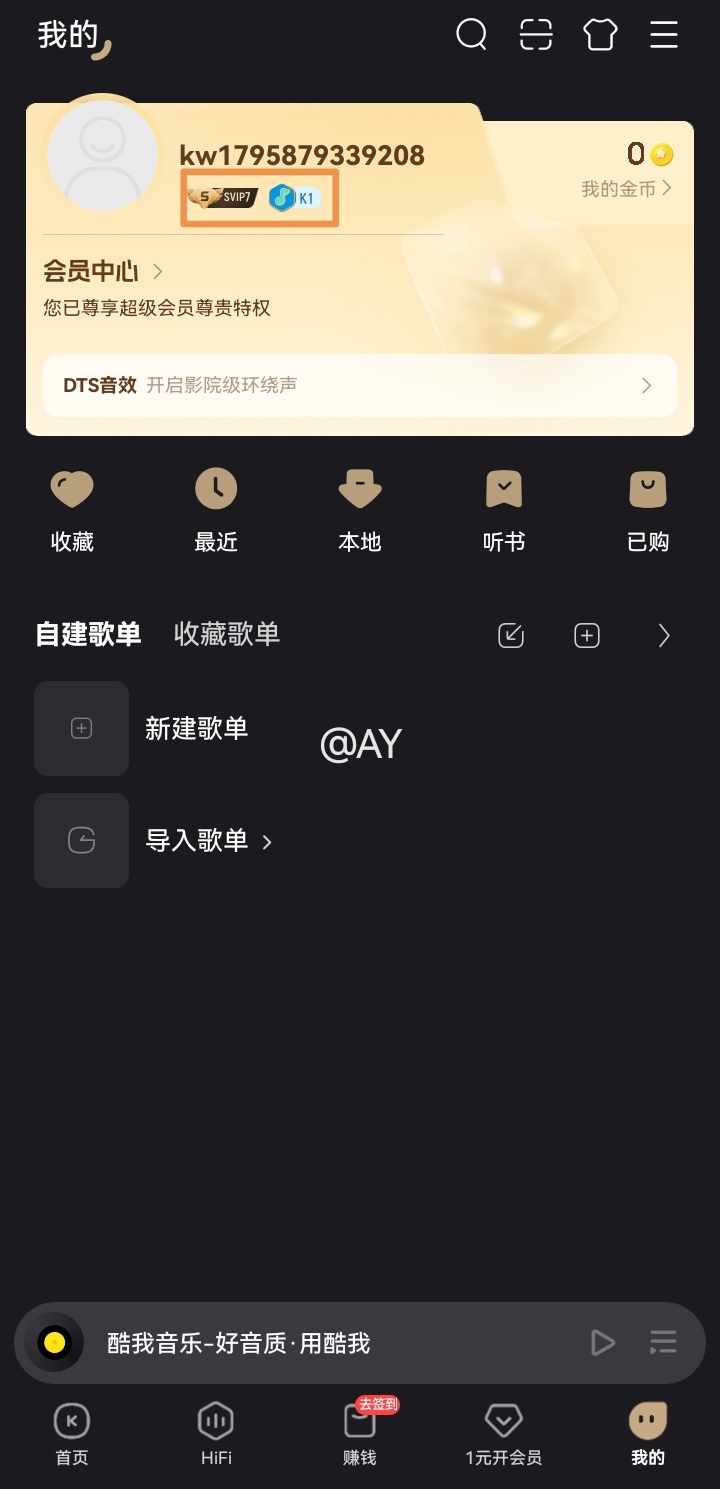 我的
kw1795879339208
0
SVIP7 K1
我的金币
会员中心
您已尊享超级会员尊贵特权
DTS音效 开启影院级环绕声
收藏 最近 本地 听书 已购
自建歌单 收藏歌单
新建歌单
@AY
导入歌单
酷我音乐-好音质·用酷我
去签到
首页 HiFi 赚钱 1元开会员 我的